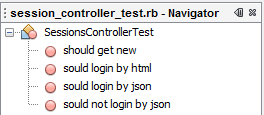 session_controller_test.rb - Navigator
SessionsControllerTest
should get new
sould login by html
sould login by json
sould not login by json